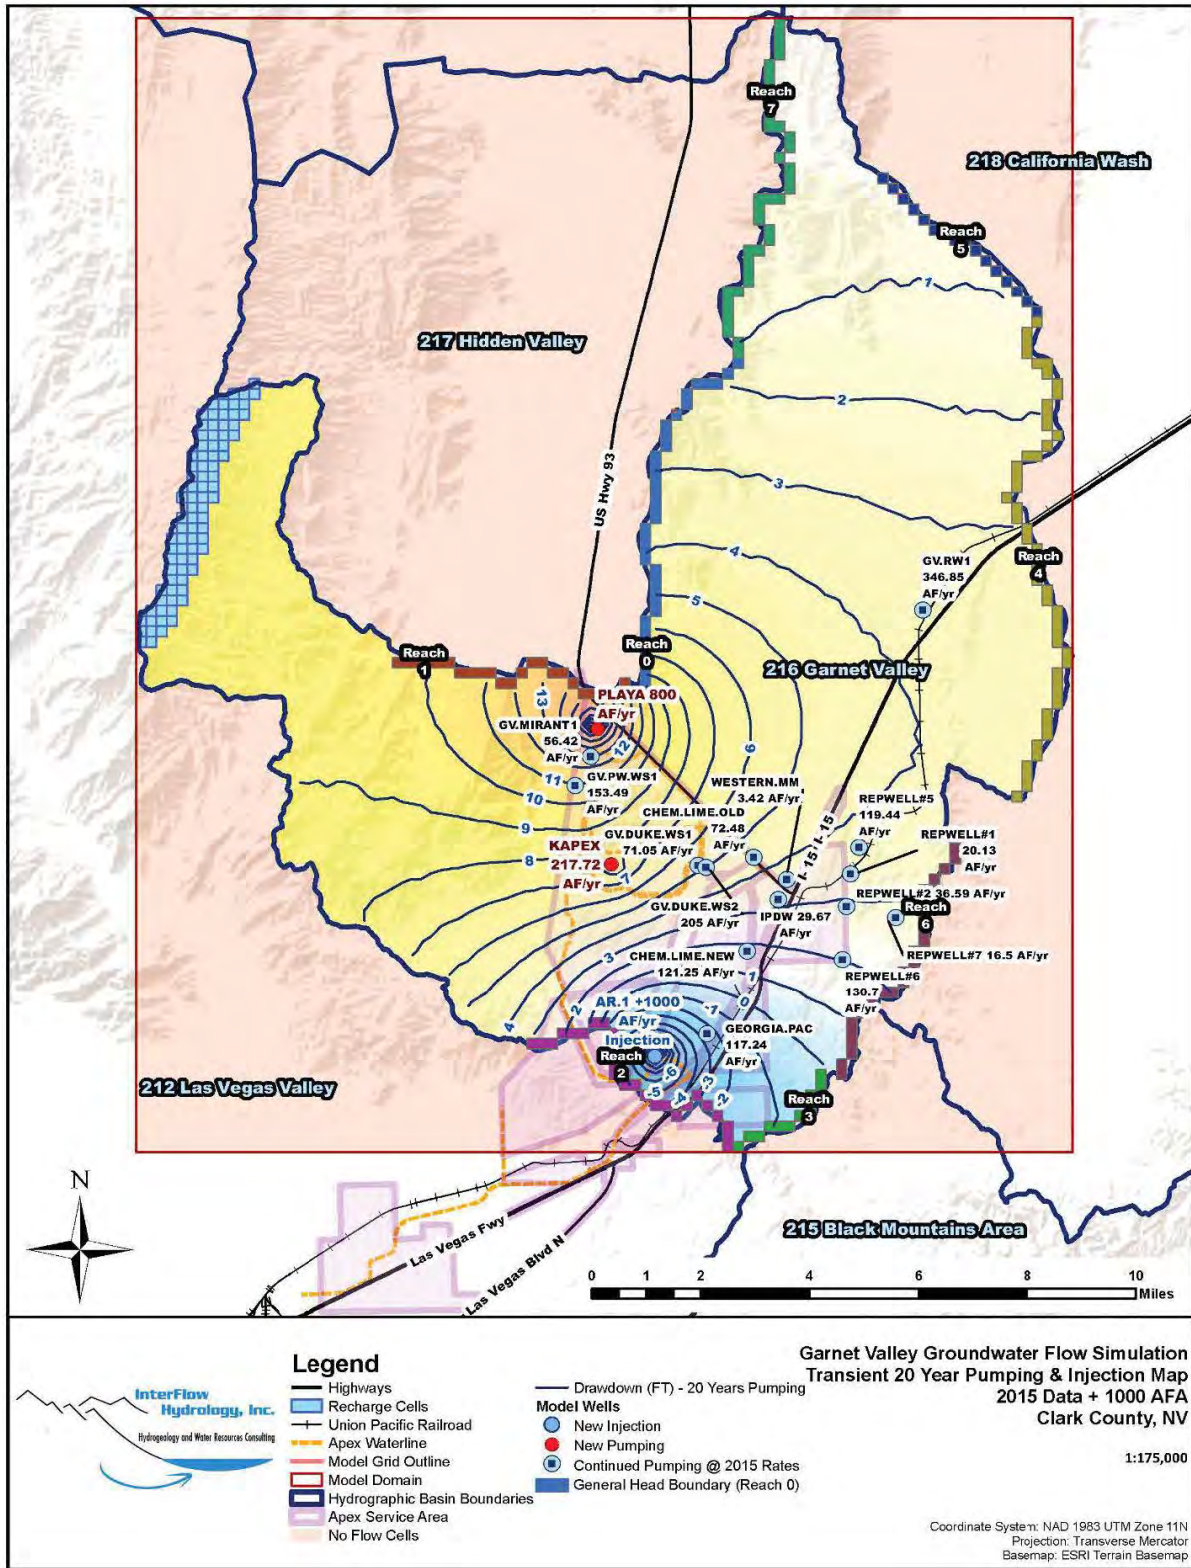 Reach
7
218 California Wash
Reach
5
1
217 Hidden Valley
2
US Hwy 93
3
4
GV.RW1
346.85
AF/yr
Reach
4
5
Reach
0
Reach
1
216 Garnet Valley
13
PLAYA 800
AF/yr
GV.MIRANT1
56.42
AF/yr
12
6
11
GV.PW.WS1
153.49
AF/yr
10
WESTERN.MM
3.42 AF/yr
REPWELL#5
119.44
AF/yr
9
CHEM.LIME.OLD
72.48
AF/yr
GV.DUKE.WS1
71.05 AF/yr
I-15
I-15
REPWELL#1
20.13
AF/yr
8
KAPEX
217.72
AF/yr
7
REPWELL#2 36.59 AF/yr
GV.DUKE.WS2
205 AF/yr
IPDW 29.67
AF/yr
Reach
6
3
CHEM.LIME.NEW
121.25 AF/yr
REPWELL#7 16.5 AF/yr
1
REPWELL#6
130.7
AF/yr
4
2
0
AR.1 +1000
AF/yr
Injection
-1
GEORGIA.PAC
117.24
AF/yr
Reach
2
212 Las Vegas Valley
-6
-5
-4
-3
-2
Reach
3
N
215 Black Mountains Area
Las Vegas Fwy
Las Vegas Blvd N
0 1 2 4 6 8 10
Miles
InterFlow
Hydrology, Inc.
Hydrogeology and Water Resources Consulting
Legend
Highways
Recharge Cells
Union Pacific Railroad
Apex Waterline
Model Grid Outline
Model Domain
Hydrographic Basin Boundaries
Apex Service Area
No Flow Cells
Drawdown (FT) - 20 Years Pumping
Model Wells
New Injection
New Pumping
Continued Pumping @ 2015 Rates
General Head Boundary (Reach 0)
Garnet Valley Groundwater Flow Simulation
Transient 20 Year Pumping & Injection Map
2015 Data + 1000 AFA
Clark County, NV
1:175,000
Coordinate System: NAD 1983 UTM Zone 11N
Projection: Transverse Mercator
Basemap: ESRI Terrain Basemap